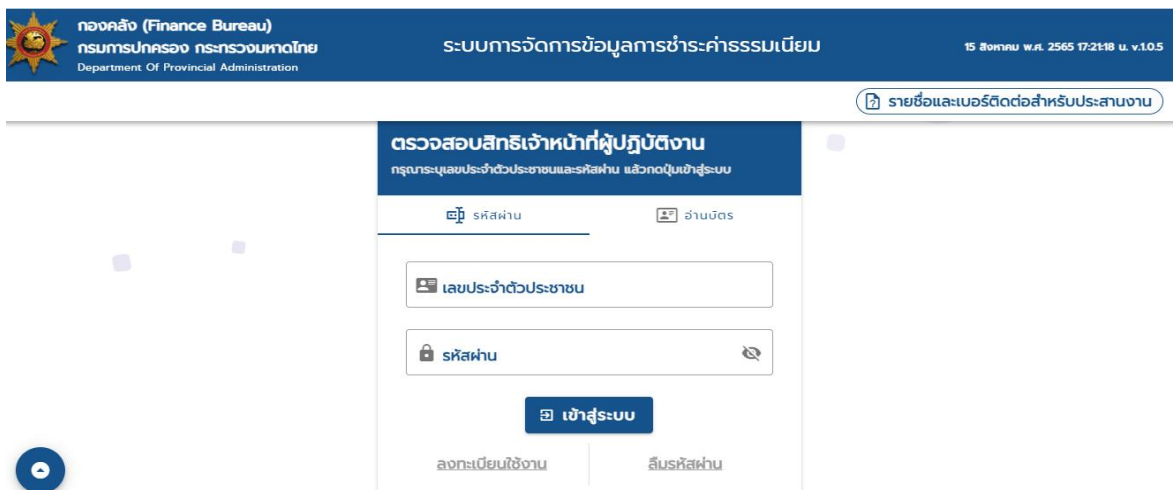 กองคลัง (Finance Bureau)
กรมการปกครอง กระทรวงมหาดไทย
Department Of Provincial Administration
ระบบการจัดการข้อมูลการชำระค่าธรรมเนียม
15 สิงหาคม พ.ศ. 2565 17:21:18 น. v.1.0.5
รายชื่อและเบอร์ติดต่อสำหรับประสานงาน
ตรวจสอบสิทธิเจ้าหน้าที่ผู้ปฏิบัติงาน
กรุณาระบุเลขประจำตัวประชาชนและรหัสผ่าน แล้วกดปุ่มเข้าสู่ระบบ
รหัสผ่าน อ่านบัตร
เลขประจำตัวประชาชน
รหัสผ่าน
เข้าสู่ระบบ
ลงทะเบียนใช้งาน ลืมรหัสผ่าน